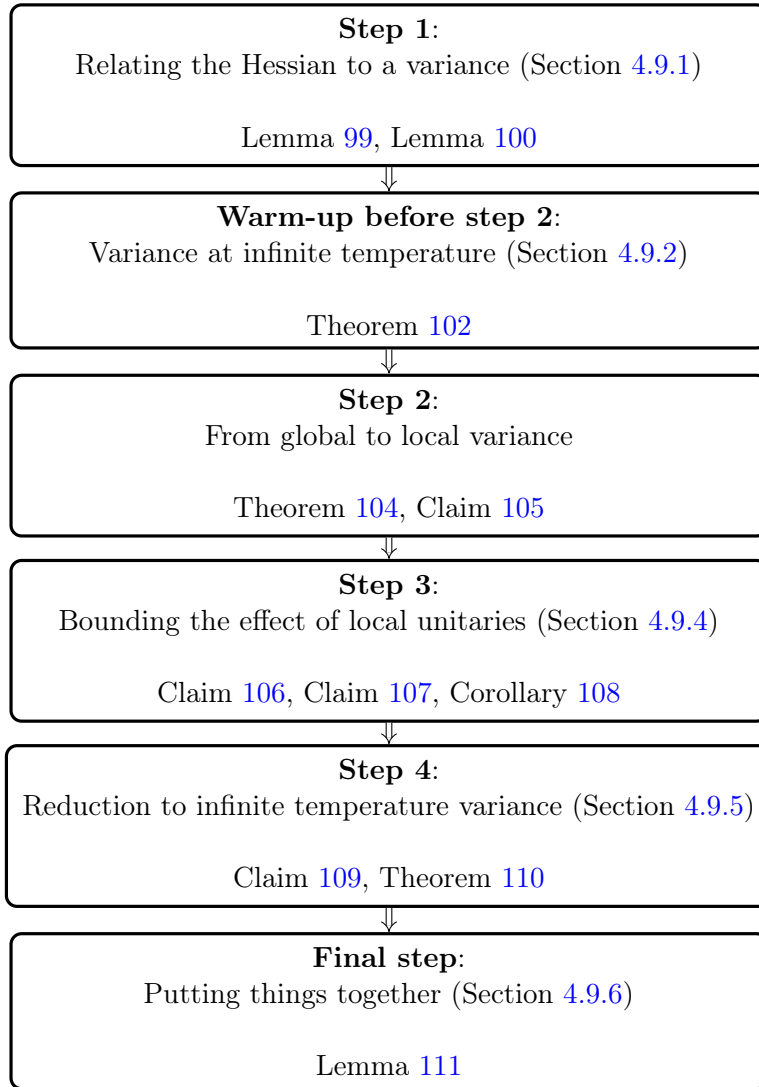 Step 1:
Relating the Hessian to a variance (Section 4.9.1)
Lemma 99, Lemma 100
⇓
Warm-up before step 2:
Variance at infinite temperature (Section 4.9.2)
Theorem 102
⇓
Step 2:
From global to local variance
Theorem 104, Claim 105
⇓
Step 3:
Bounding the effect of local unitaries (Section 4.9.4)
Claim 106, Claim 107, Corollary 108
⇓
Step 4:
Reduction to infinite temperature variance (Section 4.9.5)
Claim 109, Theorem 110
⇓
Final step:
Putting things together (Section 4.9.6)
Lemma 111